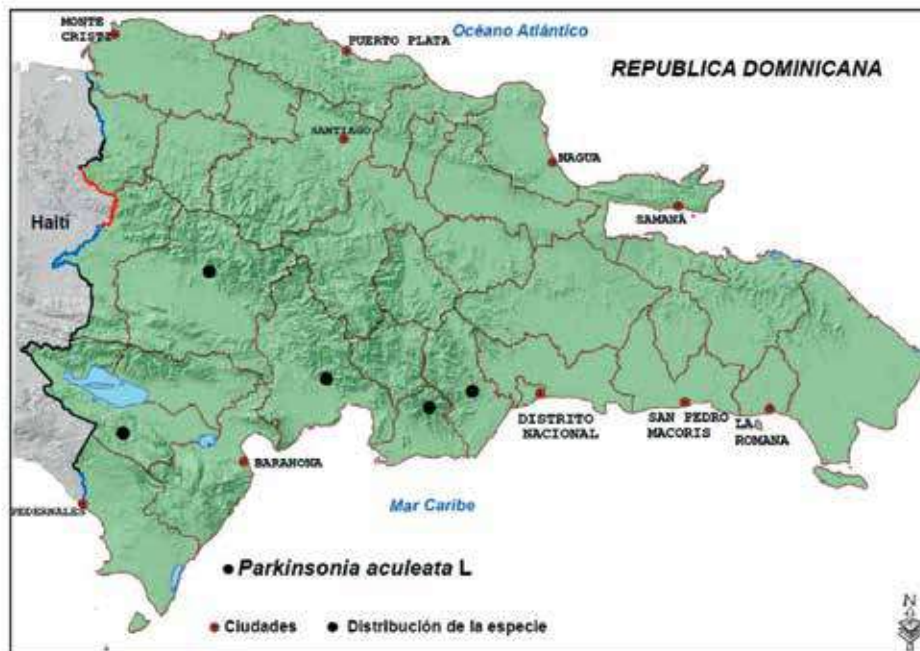 MONTE
CRISTI
PUERTO PLATA
Océano Atlántico
REPUBLICA DOMINICANA
SANTIAGO
NAGUA
SAMANÁ
Haití
DISTRITO
NACIONAL
SAN PEDRO
MACORIS
LA
ROMANA
BARAHONA
PEDERNALES
Mar Caribe
Parkinsonia aculeata L
Ciudades
Distribución de la especie
N